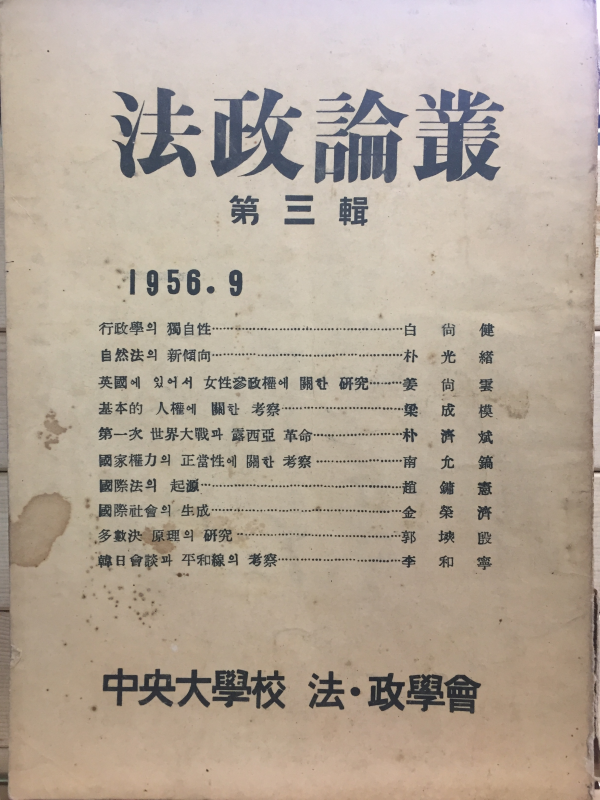 法政論叢
第三輯
1956.9
行政學의 獨自性 白尙健
自然法의 新傾向 朴光緖
英國에 있어서 女性參政權에 關한 硏究 姜尙雲
基本的 人權에 關한 考察 梁成模
第一次 世界大戰과 露西亞 革命 朴濟斌
國家權力의 正當性에 關한 考察 南允鎬
國際法의 起源 趙鏞憲
國際社會의 生成 金榮濟
多數決 原理의 硏究 郭埉殷
韓日會談과 平和線의 考察 李和寧
中央大學校 法·政學會